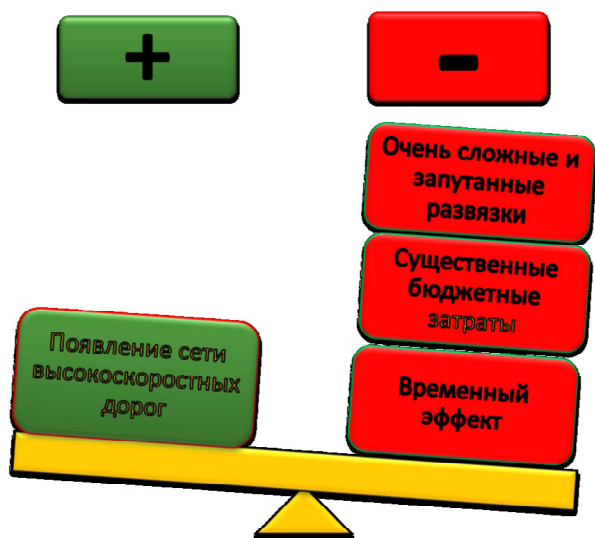 +
-
Очень сложные и
запутанные
развязки
Существенные
бюджетные
затраты
Появление сети
высокоскоростных
дорог
Временный
эффект